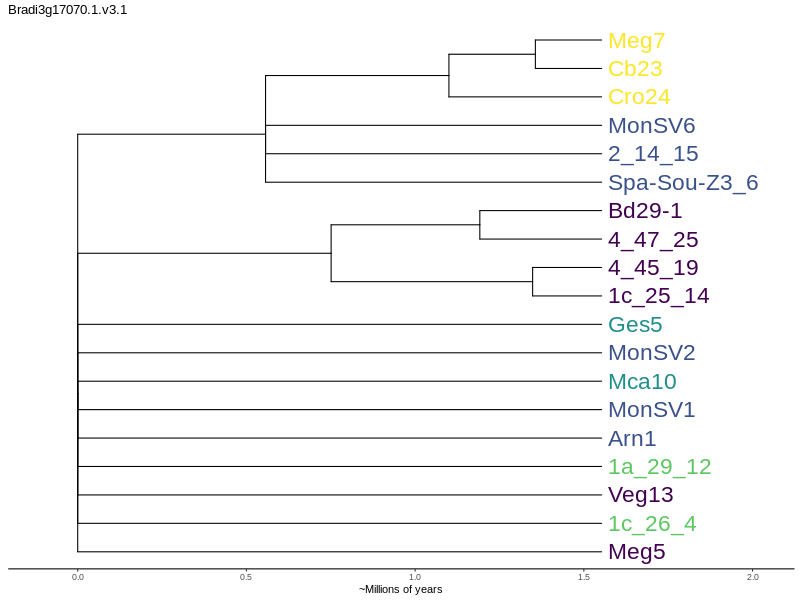 Bradi3g17070.1.v3.1
Meg7
Cb23
Cro24
MonSV6
2_14_15
Spa-Sou-Z3_6
Bd29-1
4_47_25
4_45_19
1c_25_14
Ges5
MonSV2
Mca10
MonSV1
Arn1
1a_29_12
Veg13
1c_26_4
Meg5
0.0 0.5 1.0 1.5 2.0
~Millions of years